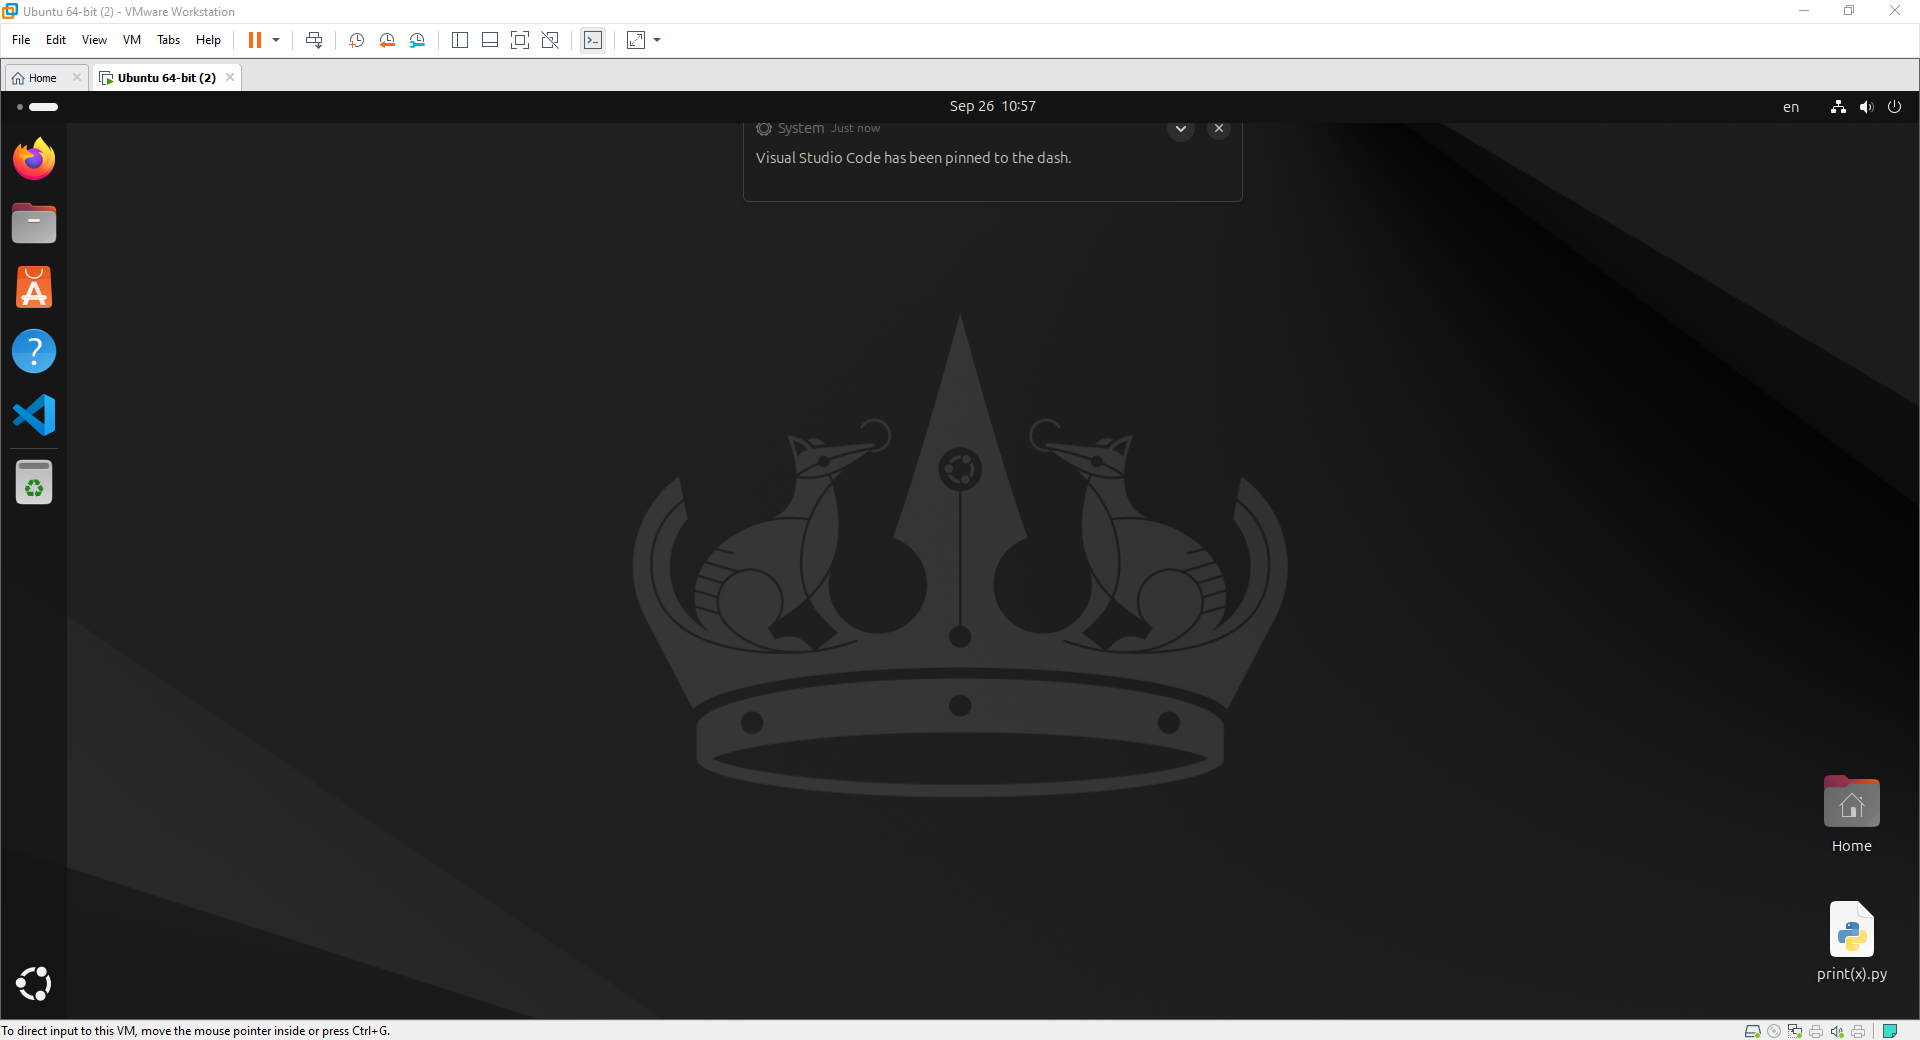 Ubuntu 64-bit (2) - VMware Workstation
File Edit View VM Tabs Help
Home
Ubuntu 64-bit (2)
Sep 26 10:57
en
System Just now
Visual Studio Code has been pinned to the dash.
Home
print(x).py
To direct input to this VM, move the mouse pointer inside or press Ctrl+G.